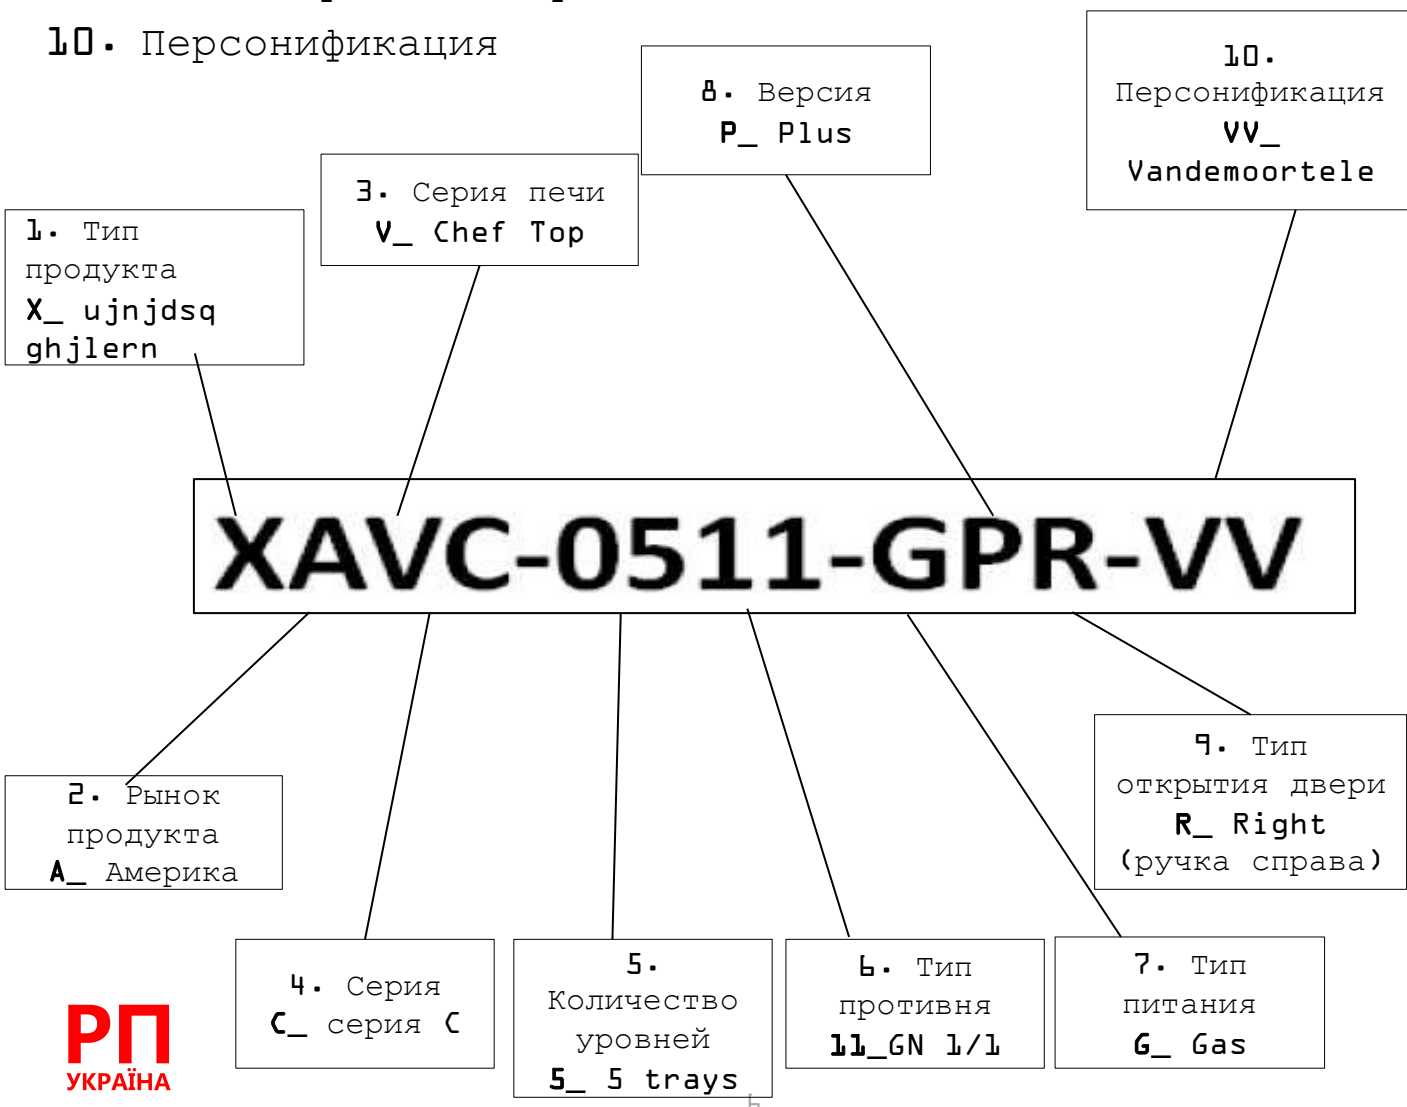 10. Персонификация
10.
Персонификация
VV_
Vandemoortele
8. Версия
P_ Plus
3. Серия печи
V_ Chef Top
1. Тип
продукта
X_ ujnjdsq
ghjlern
XAVC-0511-GPR-VV
2. Рынок
продукта
A_ Америка
9. Тип
открытия двери
R_ Right
(ручка справа)
4. Серия
C_ серия C
5.
Количество
уровней
5_ 5 trays
6. Тип
противня
11_GN 1/1
7. Тип
питания
G_ Gas
РП
УКРАЇНА